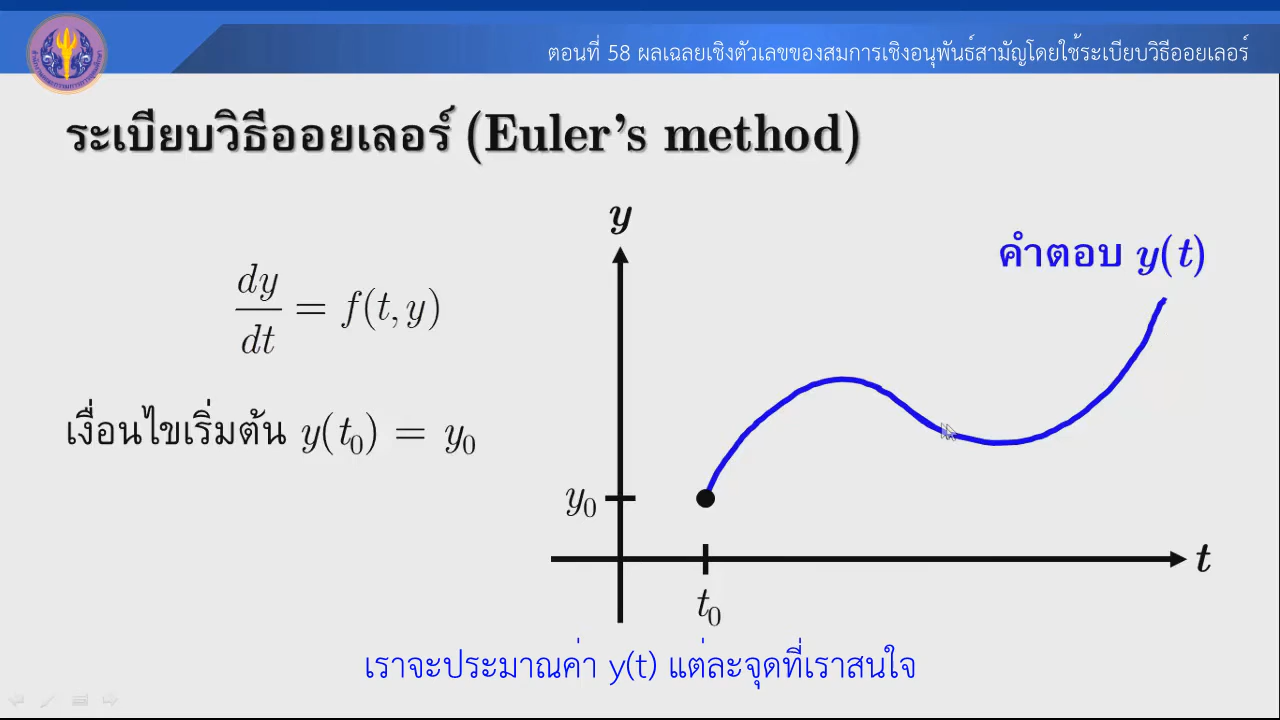 ตอนที่ 58 ผลเฉลยเชิงตัวเลขของสมการเชิงอนุพันธ์สามัญโดยใช้ระเบียบวิธีออยเลอร์
ระเบียบวิธีออยเลอร์ (Euler's method)
y
คำตอบ y(t)
dy/dt = f(t, y)
เงื่อนไขเริ่มต้น y(t₀) = y₀
y₀
t
t₀
เราจะประมาณค่า y(t) แต่ละจุดที่เราสนใจ